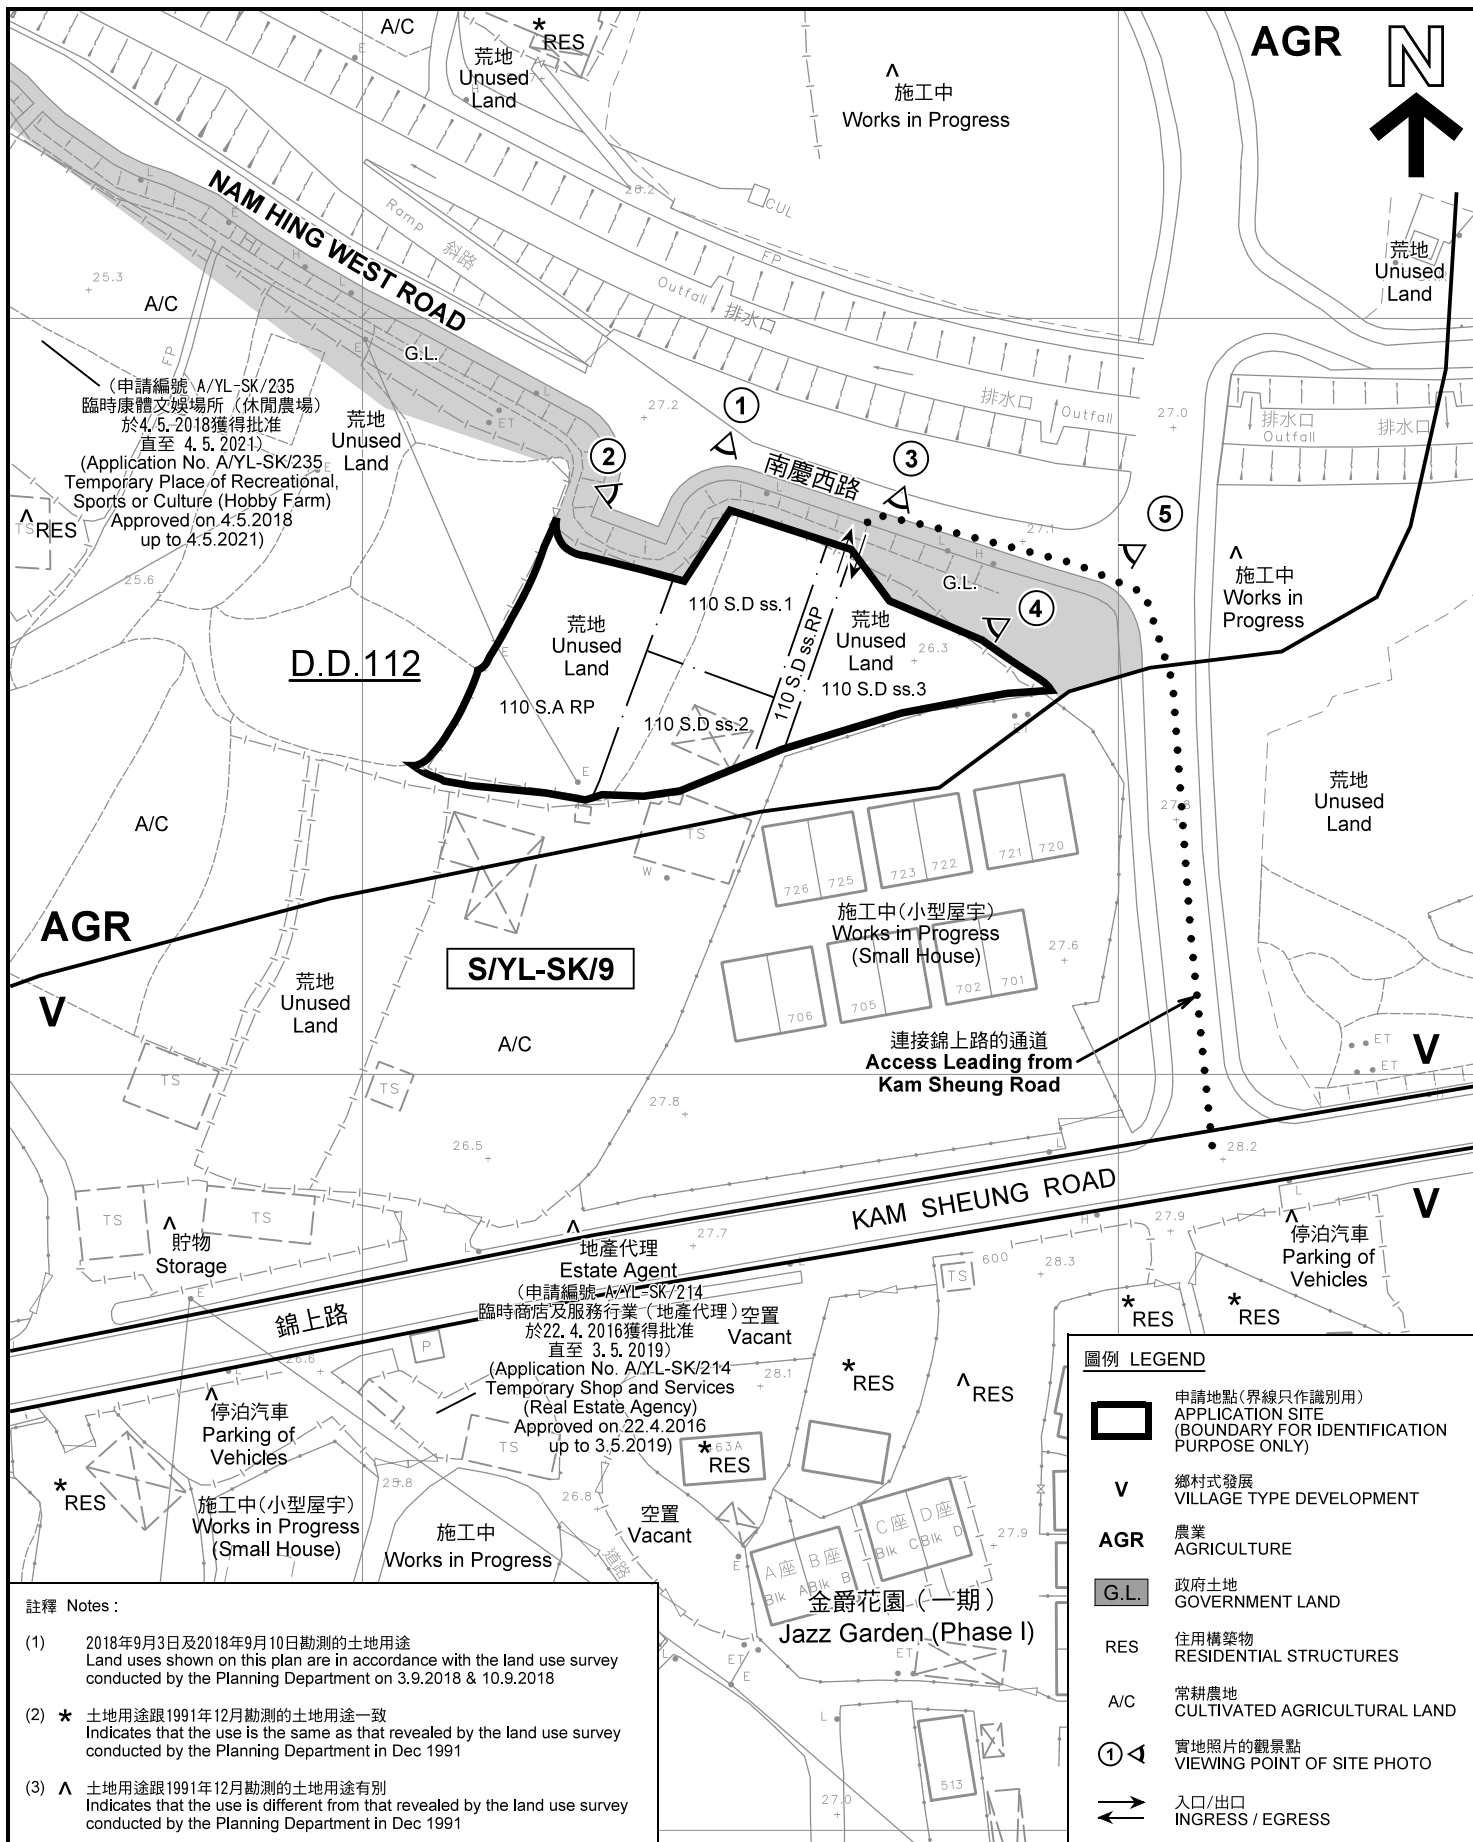 A/C
*
RES
荒地
Unused
Land
E
H
^
施工中
Works in Progress
AGR
N
26.2
CUL
FP
L
E
NAM HING WEST ROAD
H
L
Ramp
斜路
Outfall
排水口
荒地
Unused
Land
25.3
A/C
FP
E
G.L.
L
ET
E
27.2
排水口
Outfall
27.0
排水口
Outfall
排水口
(申請編號 A/YL-SK/235
臨時康體文娛場所 (休閒農場)
於4.5.2018獲得批准
直至 4.5.2021)
(Application No. A/YL-SK/235
Temporary Place of Recreational,
Sports or Culture (Hobby Farm)
Approved on 4.5.2018
up to 4.5.2021)
荒地
Unused
Land
^
TS
RES
25.6
1
2
3
南慶西路
L
5
27.1
L
H
G.L.
4
^
施工中
Works in
Progress
D.D.112
E
荒地
Unused
Land
110 S.D ss.1
110 S.D ss.RP
荒地
Unused
Land
26.3
110 S.D ss.3
110 S.A RP
110 S.D ss.2
ET
E
A/C
TS
W
726
725
723
722
721
720
27.8
荒地
Unused
Land
施工中(小型屋宇)
Works in Progress
(Small House)
27.6
706
705
702
701
AGR
V
S/YL-SK/9
荒地
Unused
Land
A/C
連接錦上路的通道
Access Leading from
Kam Sheung Road
ET
ET
V
TS
TS
27.8
26.5
L
H
28.2
TS
TS
^
貯物
Storage
L
27.7
KAM SHEUNG ROAD
H
27.9
L
V
^
停泊汽車
Parking of
Vehicles
^
地產代理
Estate Agent
(申請編號 A/YL-SK/214
臨時商店及服務行業 (地產代理)
於22.4.2016獲得批准
直至 3.5.2019)
(Application No. A/YL-SK/214
Temporary Shop and Services
(Real Estate Agency)
Approved on 22.4.2016
up to 3.5.2019)
L
TS
600
28.3
空置
Vacant
*
RES
*
RES
E
錦上路
26.6
P
L
28.1
*
RES
^
RES
^
停泊汽車
Parking of
Vehicles
*
RES
TS
63A
*
RES
25.8
26.8
施工中(小型屋宇)
Works in Progress
(Small House)
施工中
Works in Progress
道路
空置
Vacant
E
A座
B座
C座
D座
Blk A
Blk B
Blk C
Blk D
27.9
金爵花園 (一期)
Jazz Garden (Phase I)
L
ET
E
ET
L
513
27.0
註釋 Notes :
(1) 2018年9月3日及2018年9月10日勘測的土地用途
Land uses shown on this plan are in accordance with the land use survey
conducted by the Planning Department on 3.9.2018 & 10.9.2018
(2) * 土地用途跟1991年12月勘測的土地用途一致
Indicates that the use is the same as that revealed by the land use survey
conducted by the Planning Department in Dec 1991
(3) ^ 土地用途跟1991年12月勘測的土地用途有別
Indicates that the use is different from that revealed by the land use survey
conducted by the Planning Department in Dec 1991
圖例 LEGEND
申請地點(界線只作識別用)
APPLICATION SITE
(BOUNDARY FOR IDENTIFICATION
PURPOSE ONLY)
V 鄉村式發展
VILLAGE TYPE DEVELOPMENT
AGR 農業
AGRICULTURE
G.L. 政府土地
GOVERNMENT LAND
RES 住用構築物
RESIDENTIAL STRUCTURES
A/C 常耕農地
CULTIVATED AGRICULTURAL LAND
1 實地照片的觀景點
VIEWING POINT OF SITE PHOTO
入口/出口
INGRESS / EGRESS